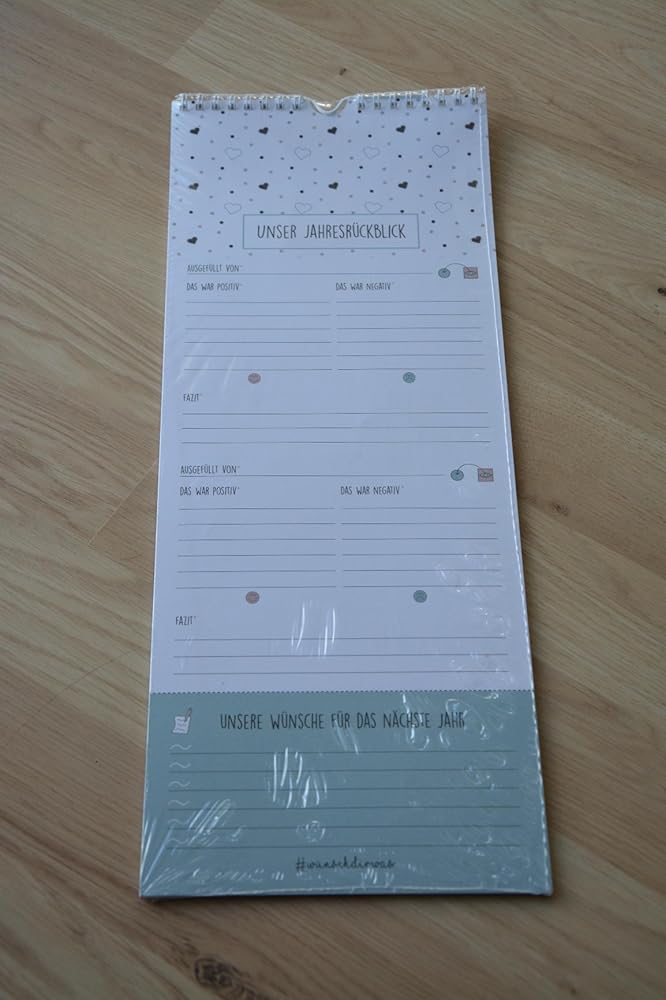 UNSER JAHRESRÜCKBLICK
AUSGEFÜLLT VON:
DAS WAR POSITIV: DAS WAR NEGATIV:
FAZIT:
AUSGEFÜLLT VON:
DAS WAR POSITIV: DAS WAR NEGATIV:
FAZIT:
UNSERE WÜNSCHE FÜR DAS NÄCHSTE JAHR
#wünschdirwas